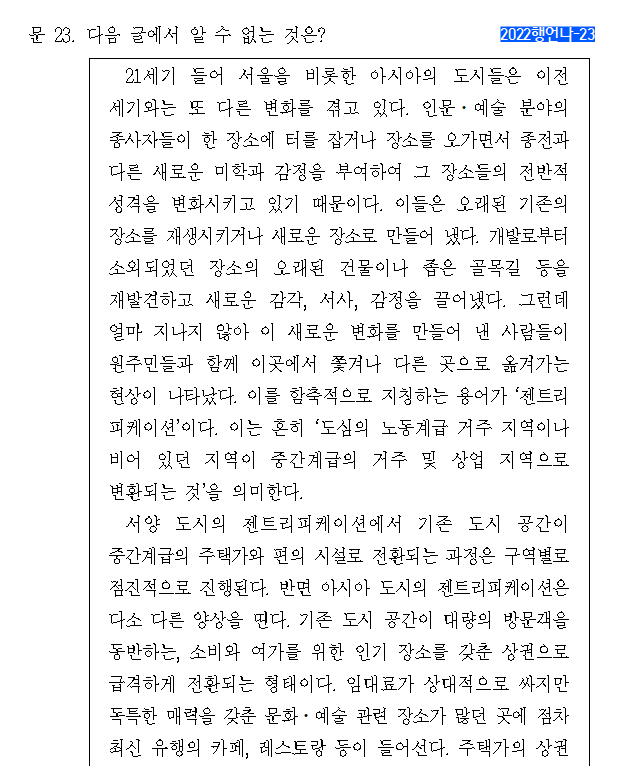 문 23. 다음 글에서 알 수 없는 것은?
2022행언나-23
21세기 들어 서울을 비롯한 아시아의 도시들은 이전
세기와는 또 다른 변화를 겪고 있다. 인문·예술 분야의
종사자들이 한 장소에 터를 잡거나 장소를 오가면서 종전과
다른 새로운 미학과 감정을 부여하여 그 장소들의 전반적
성격을 변화시키고 있기 때문이다. 이들은 오래된 기존의
장소를 재생시키거나 새로운 장소로 만들어 냈다. 개발로부터
소외되었던 장소의 오래된 건물이나 좁은 골목길 등을
재발견하고 새로운 감각, 서사, 감정을 끌어냈다. 그런데
얼마 지나지 않아 이 새로운 변화를 만들어 낸 사람들이
원주민들과 함께 이곳에서 쫓겨나 다른 곳으로 옮겨가는
현상이 나타났다. 이를 함축적으로 지칭하는 용어가 ‘젠트리
피케이션’이다. 이는 흔히 ‘도심의 노동계급 거주 지역이나
비어 있던 지역이 중간계급의 거주 및 상업 지역으로
변환되는 것’을 의미한다.
서양 도시의 젠트리피케이션에서 기존 도시 공간이
중간계급의 주택가와 편의 시설로 전환되는 과정은 구역별로
점진적으로 진행된다. 반면 아시아 도시의 젠트리피케이션은
다소 다른 양상을 띤다. 기존 도시 공간이 대량의 방문객을
동반하는, 소비와 여가를 위한 인기 장소를 갖춘 상권으로
급격하게 전환되는 형태이다. 임대료가 상대적으로 싸지만
독특한 매력을 갖춘 문화·예술 관련 장소가 많던 곳에 점차
최신 유행의 카페, 레스토랑 등이 들어선다. 주택가의 상권